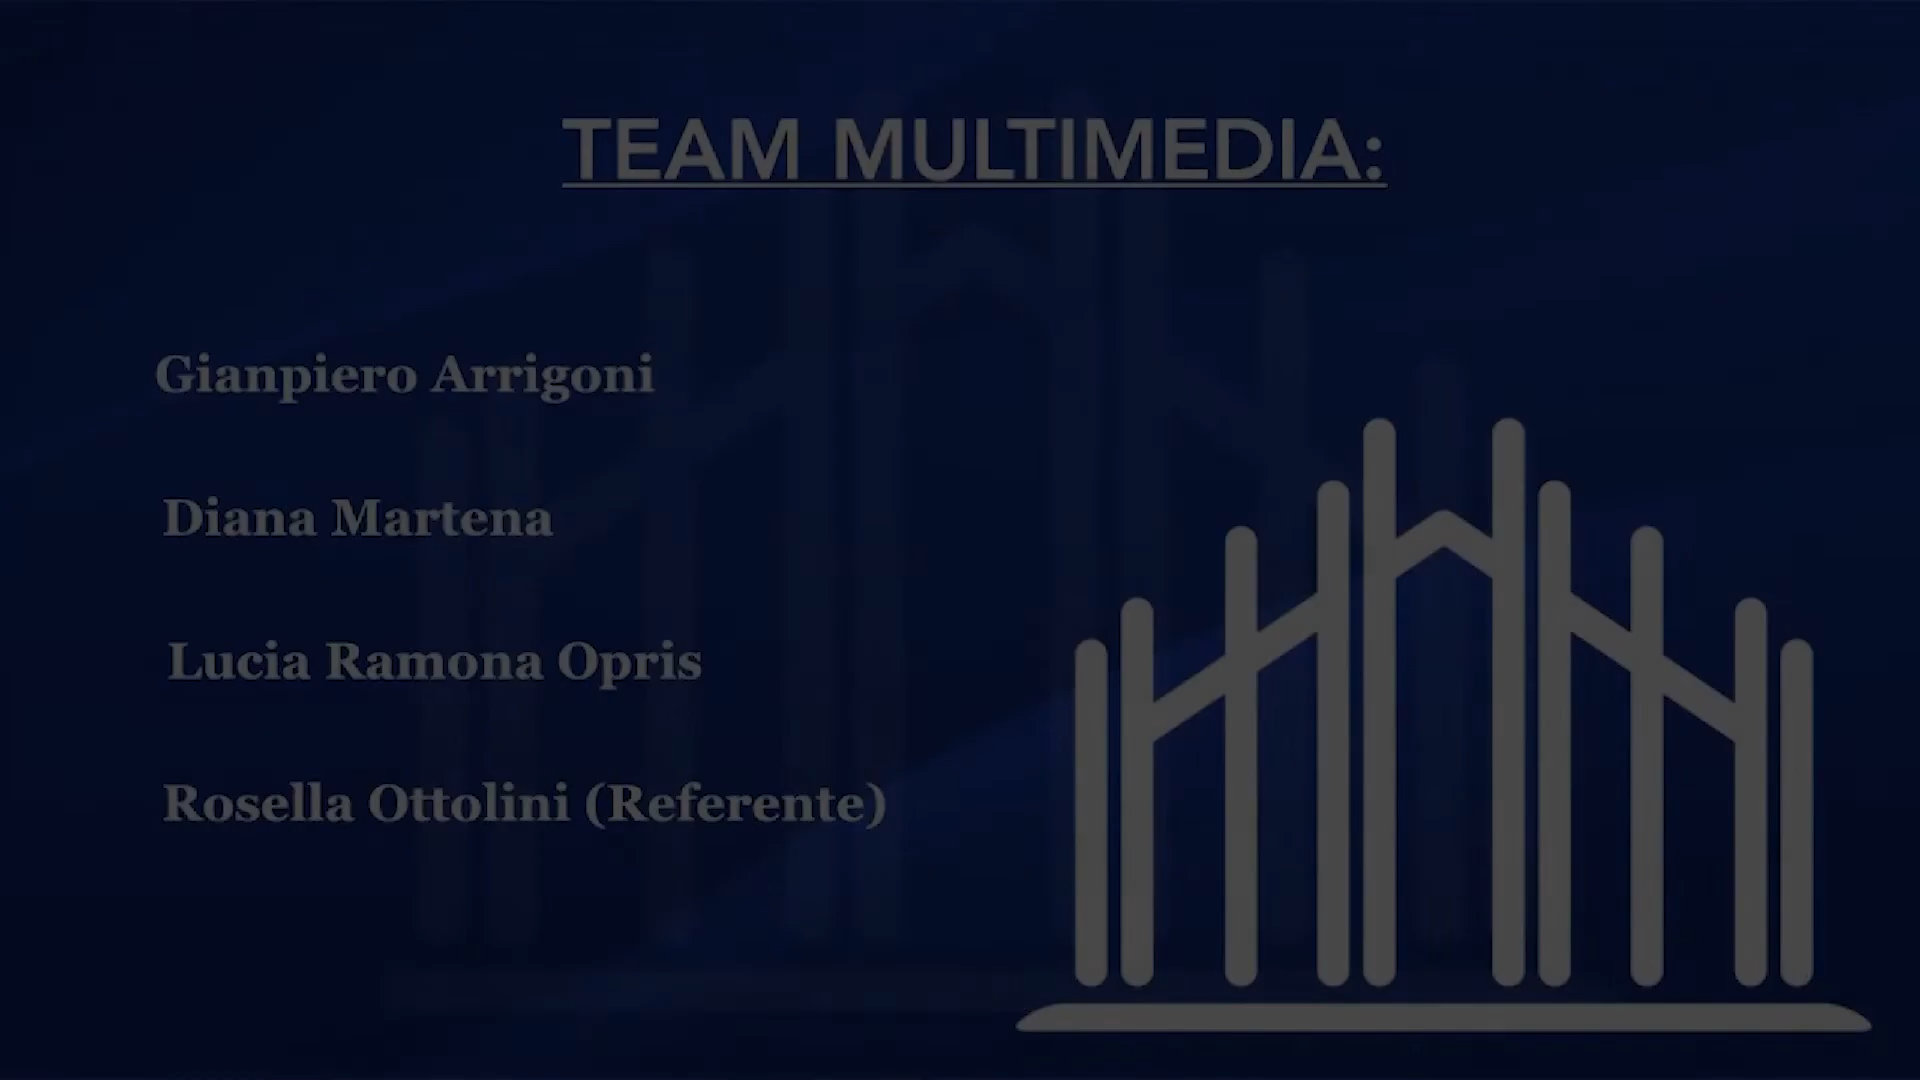 TEAM MULTIMEDIA:
Gianpiero Arrigoni
Diana Martena
Lucia Ramona Opris
Rosella Ottolini (Referente)